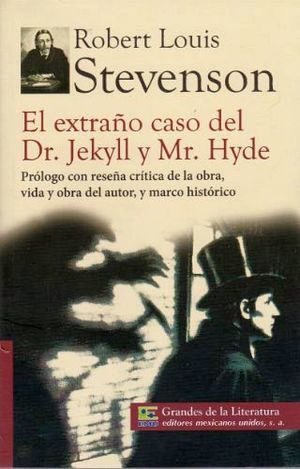 Robert Louis
Stevenson
El extraño caso del
Dr. Jekyll y Mr. Hyde
Prólogo con reseña crítica de la obra,
vida y obra del autor, y marco histórico
Grandes de la Literatura
editores mexicanos unidos, s. a.